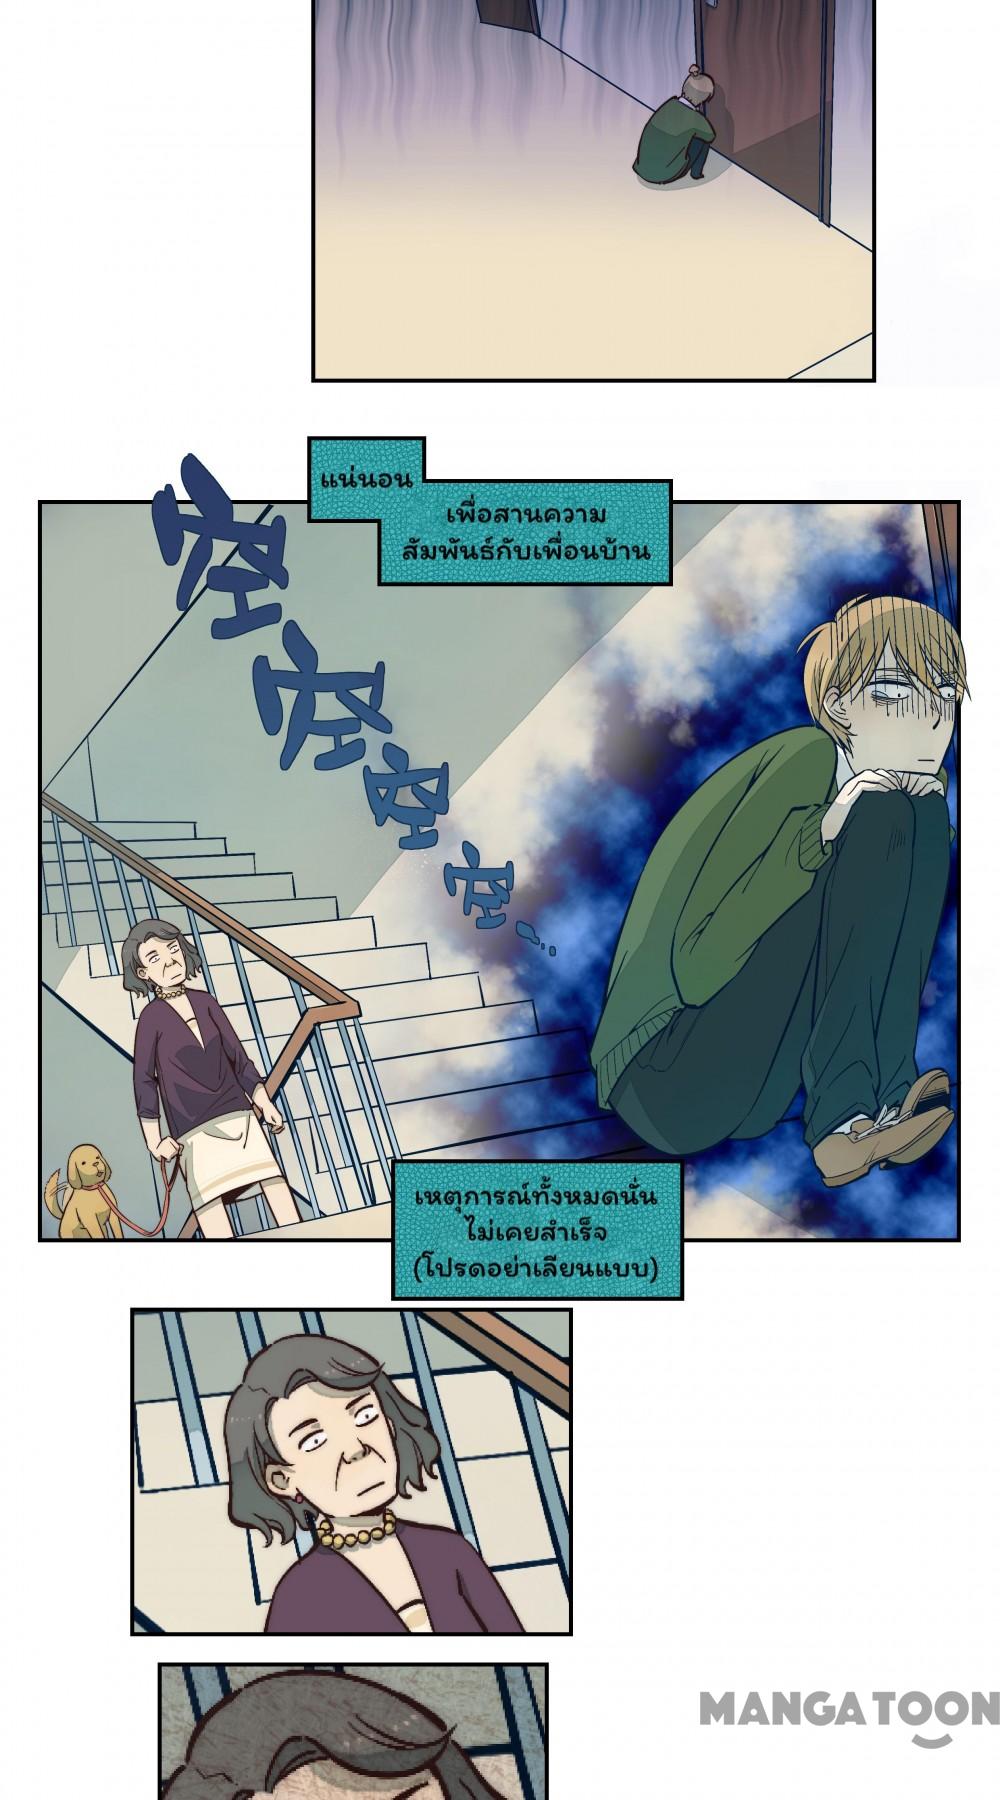 แน่นอน
เพื่อสานความ
สัมพันธ์กับเพื่อนบ้าน
เหตุการณ์ทั้งหมดนั่น
ไม่เคยสำเร็จ
(โปรดอย่าเลียนแบบ)
MANGATOON